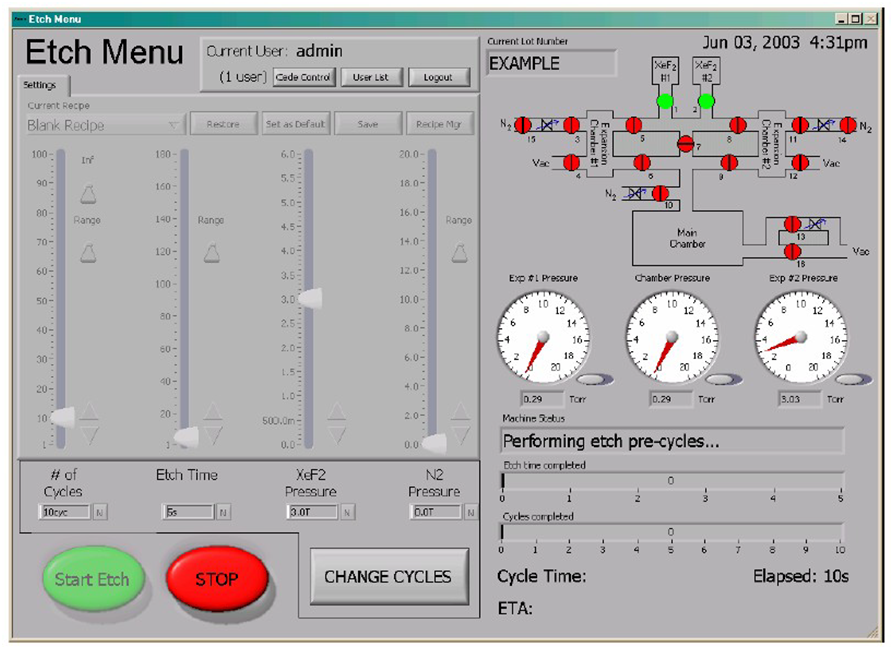 Etch Menu
Etch Menu
Current User: admin
(1 user) Cede Control User List Logout
Settings
Current Recipe
Blank Recipe Restore Set as Default Save Recipe Mgr
100 180 6.0 20.0
Inf
90 5.5 18.0
160
5.0
80
Range Range Range
140 4.5 16.0
70 120 4.0 14.0
60 3.5 12.0
100
50 3.0 10.0
80 2.5 8.0
40
60 2.0
30 1.5 6.0
40
20 1.0 4.0
10 20 500.0m 2.0
1 1 0.0 0.0
# of Cycles
Etch Time
XeF2 Pressure
N2 Pressure
10cyc N 5s N 3.0T N 0.0T N
Start Etch STOP CHANGE CYCLES
Current Lot Number
EXAMPLE
Jun 03, 2003 4:31pm
XeF2 #1
XeF2 #2
1 2
N2 15 3 5 8 11 14 N2
7
Expansion Chamber #1
Expansion Chamber #2
Vac 4 6 9 12 Vac
N2 10
Main Chamber
13
16 Vac
Exp #1 Pressure Chamber Pressure Exp #2 Pressure
0 2 4 6 8 10 12 14 16 18 20
0 2 4 6 8 10 12 14 16 18 20
0 2 4 6 8 10 12 14 16 18 20
0.29 Torr 0.29 Torr 3.03 Torr
Machine Status
Performing etch pre-cycles...
Etch time completed
0
0 1 2 3 4 5
Cycles completed
0
0 1 2 3 4 5 6 7 8 9 10
Cycle Time: Elapsed: 10s
ETA: